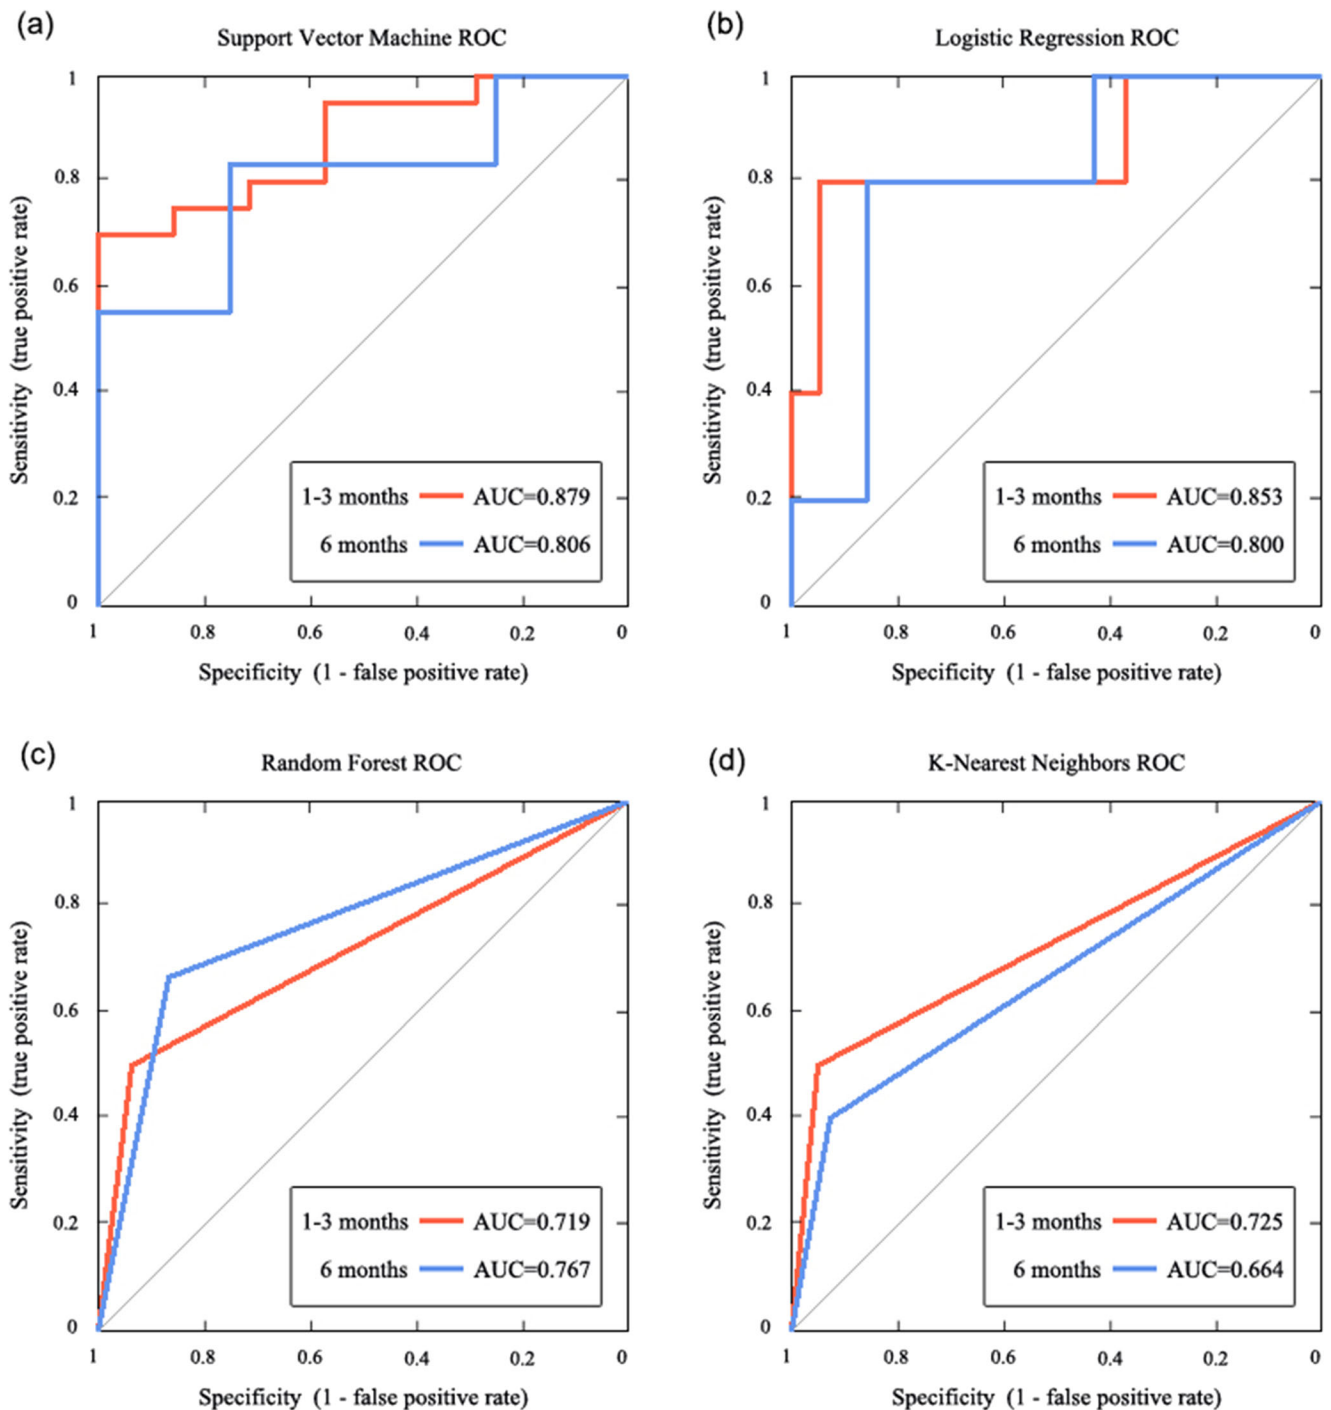 (a)
Support Vector Machine ROC
1
0.8
0.6
0.4
0.2
0
Sensitivity (true positive rate)
1-3 months AUC=0.879
6 months AUC=0.806
1 0.8 0.6 0.4 0.2 0
Specificity (1 - false positive rate)
(b)
Logistic Regression ROC
1
0.8
0.6
0.4
0.2
0
Sensitivity (true positive rate)
1-3 months AUC=0.853
6 months AUC=0.800
1 0.8 0.6 0.4 0.2 0
Specificity (1 - false positive rate)
(c)
Random Forest ROC
1
0.8
0.6
0.4
0.2
0
Sensitivity (true positive rate)
1-3 months AUC=0.719
6 months AUC=0.767
1 0.8 0.6 0.4 0.2 0
Specificity (1 - false positive rate)
(d)
K-Nearest Neighbors ROC
1
0.8
0.6
0.4
0.2
0
Sensitivity (true positive rate)
1-3 months AUC=0.725
6 months AUC=0.664
1 0.8 0.6 0.4 0.2 0
Specificity (1 - false positive rate)